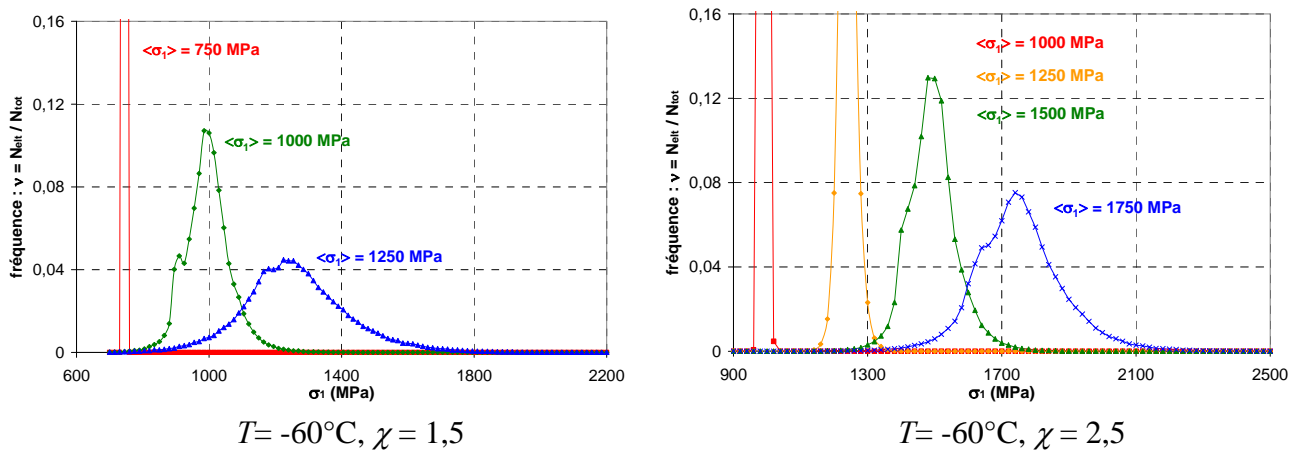 0,16
0,12
0,08
0,04
0
fréquence : ν = Nelt / Ntot
<σ1> = 750 MPa
<σ1> = 1000 MPa
<σ1> = 1250 MPa
600 1000 1400 1800 2200
σ1 (MPa)
T= -60°C, χ = 1,5
0,16
0,12
0,08
0,04
0
fréquence : ν = Nelt / Ntot
<σ1> = 1000 MPa
<σ1> = 1250 MPa
<σ1> = 1500 MPa
<σ1> = 1750 MPa
900 1300 1700 2100 2500
σ1 (MPa)
T= -60°C, χ = 2,5